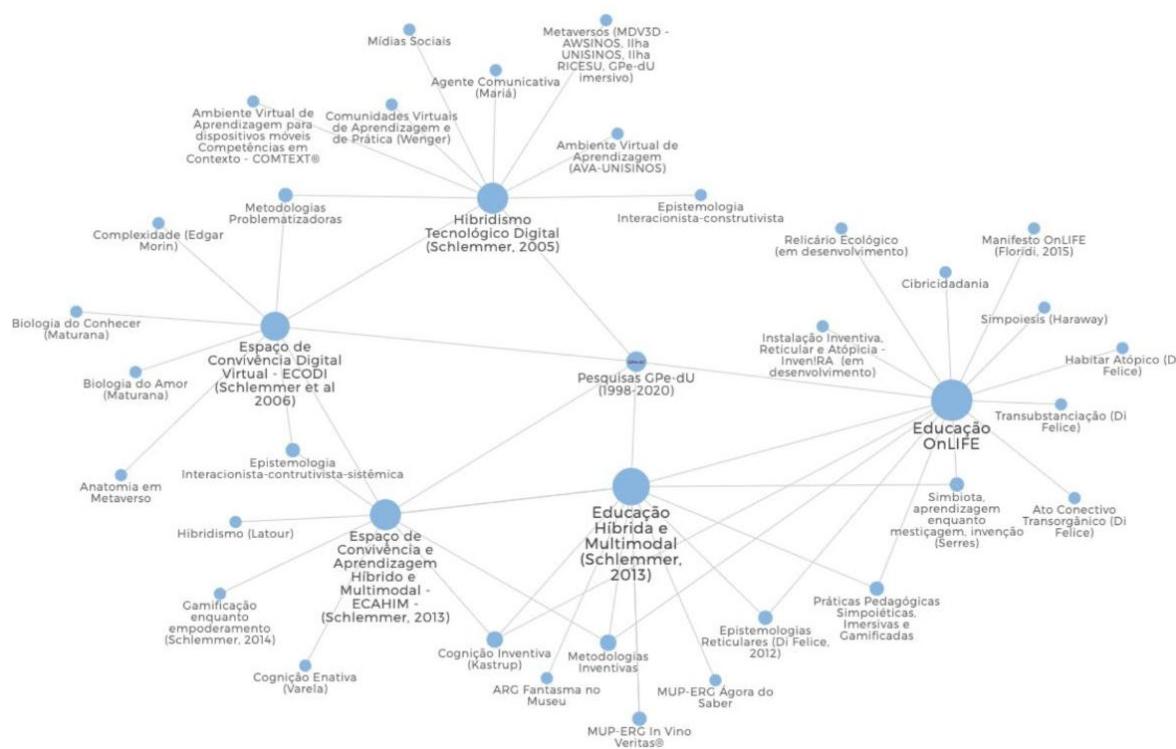 Mídias Sociais
Metaversos (MDV3D -
AWSINOS, Ilha
UNISINOS, Ilha
RICESU, GPe-dU
imersivo)
Agente Comunicativa
(Mariá)
Ambiente Virtual de
Aprendizagem para
dispositivos móveis
Competências em
Contexto - COMTEXT®
Comunidades Virtuais
de Aprendizagem e
de Prática (Wenger)
Ambiente Virtual de
Aprendizagem
(AVA-UNISINOS)
Metodologias
Problematizadoras
Hibridismo
Tecnológico Digital
(Schlemmer, 2005)
Epistemologia
Interacionista-construtivista
Complexidade (Edgar
Morin)
Relicário Ecológico
(em desenvolvimento)
Manifesto OnLIFE
(Floridi, 2015)
Cibricidadania
Biologia do Conhecer
(Maturana)
Simpoiesis (Haraway)
Espaço de
Convivência Digital
Virtual - ECODI
(Schlemmer et al
2006)
Instalação Inventiva,
Reticular e Atópicia -
Inven!RA (em
desenvolvimento)
Habitar Atópico (Di
Felice)
Biologia do Amor
(Maturana)
Pesquisas GPe-dU
(1998-2020)
Educação
OnLIFE
Transubstanciação (Di
Felice)
Epistemologia
Interacionista-contrutivista-sistêmica
Anatomia em
Metaverso
Simbiota,
aprendizagem
enquanto
mestiçagem, invenção
(Serres)
Ato Conectivo
Transorgânico (Di
Felice)
Hibridismo (Latour)
Espaço de
Convivência e
Aprendizagem
Híbrido e
Multimodal -
ECAHIM -
(Schlemmer, 2013)
Educação
Híbrida e
Multimodal
(Schlemmer,
2013)
Gamificação
enquanto
empoderamento
(Schlemmer, 2014)
Práticas Pedagógicas
Simpoiéticas,
Imersivas e
Gamificadas
Epistemologias
Reticulares (Di Felice,
2012)
Cognição Inventiva
(Kastrup)
Metodologias
Inventivas
Cognição Enativa
(Varela)
ARG Fantasma no
Museu
MUP-ERG Ágora do
Saber
MUP-ERG In Vino
Veritas®